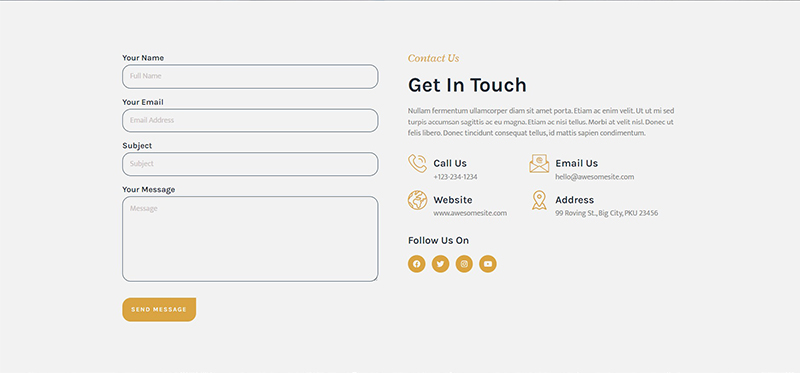 Your Name
Full Name
Your Email
Email Address
Subject
Subject
Your Message
Message
SEND MESSAGE
Contact Us
Get In Touch
Nullam fermentum ullamcorper diam sit amet porta. Etiam ac enim velit. Ut ut mi sed
turpis accumsan sagittis ac eu magna. Etiam ac nisi tellus. Morbi at velit nisl. Donec ut
felis libero. Donec tincidunt consequat tellus, id mattis sapien condimentum.
Call Us
+123-234-1234
Email Us
hello@awesomesite.com
Website
www.awesomesite.com
Address
99 Roving St., Big City, PKU 23456
Follow Us On